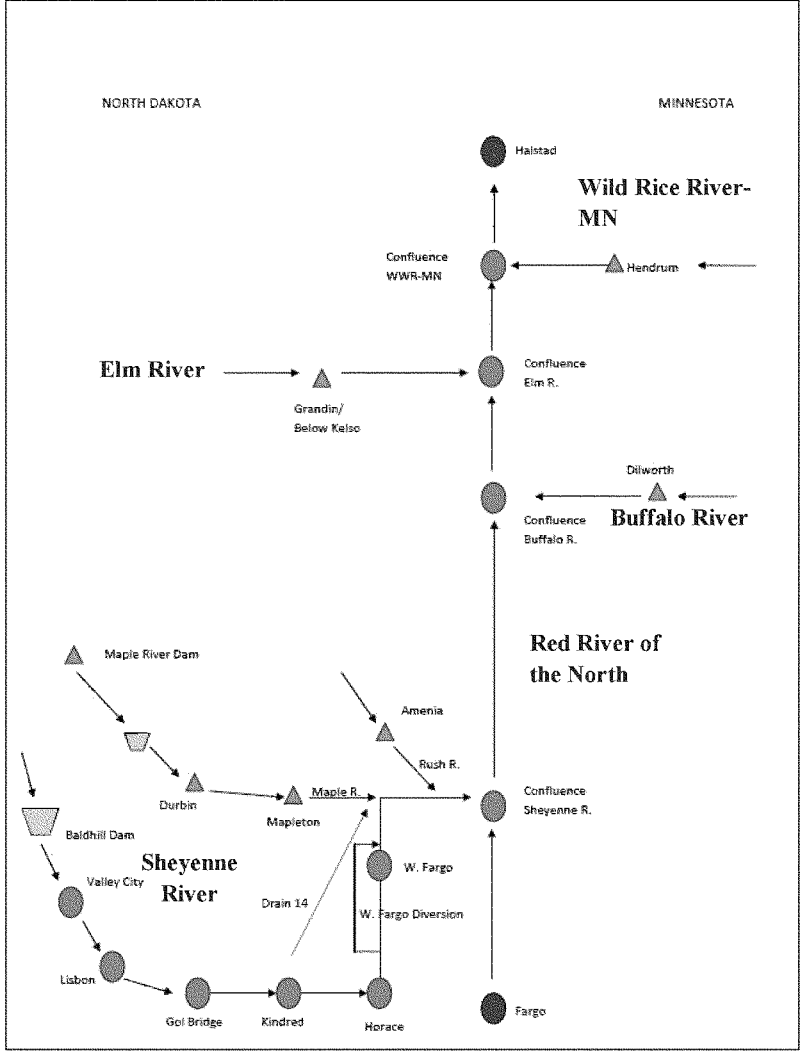 NORTH DAKOTA
MINNESOTA
Halstad
Wild Rice River-
MN
Confluence
WWR-MN
Hendrum
Elm River
Confluence
Elm R.
Grandin/
Below Kelso
Dilworth
Confluence
Buffalo R.
Buffalo River
Red River of
the North
Maple River Dam
Amenia
Rush R.
Durbin
Maple R.
Mapleton
Confluence
Sheyenne R.
Baldhill Dam
Sheyenne
River
Valley City
W. Fargo
Drain 14
W. Fargo Diversion
Lisbon
Gol Bridge
Kindred
Horace
Fargo